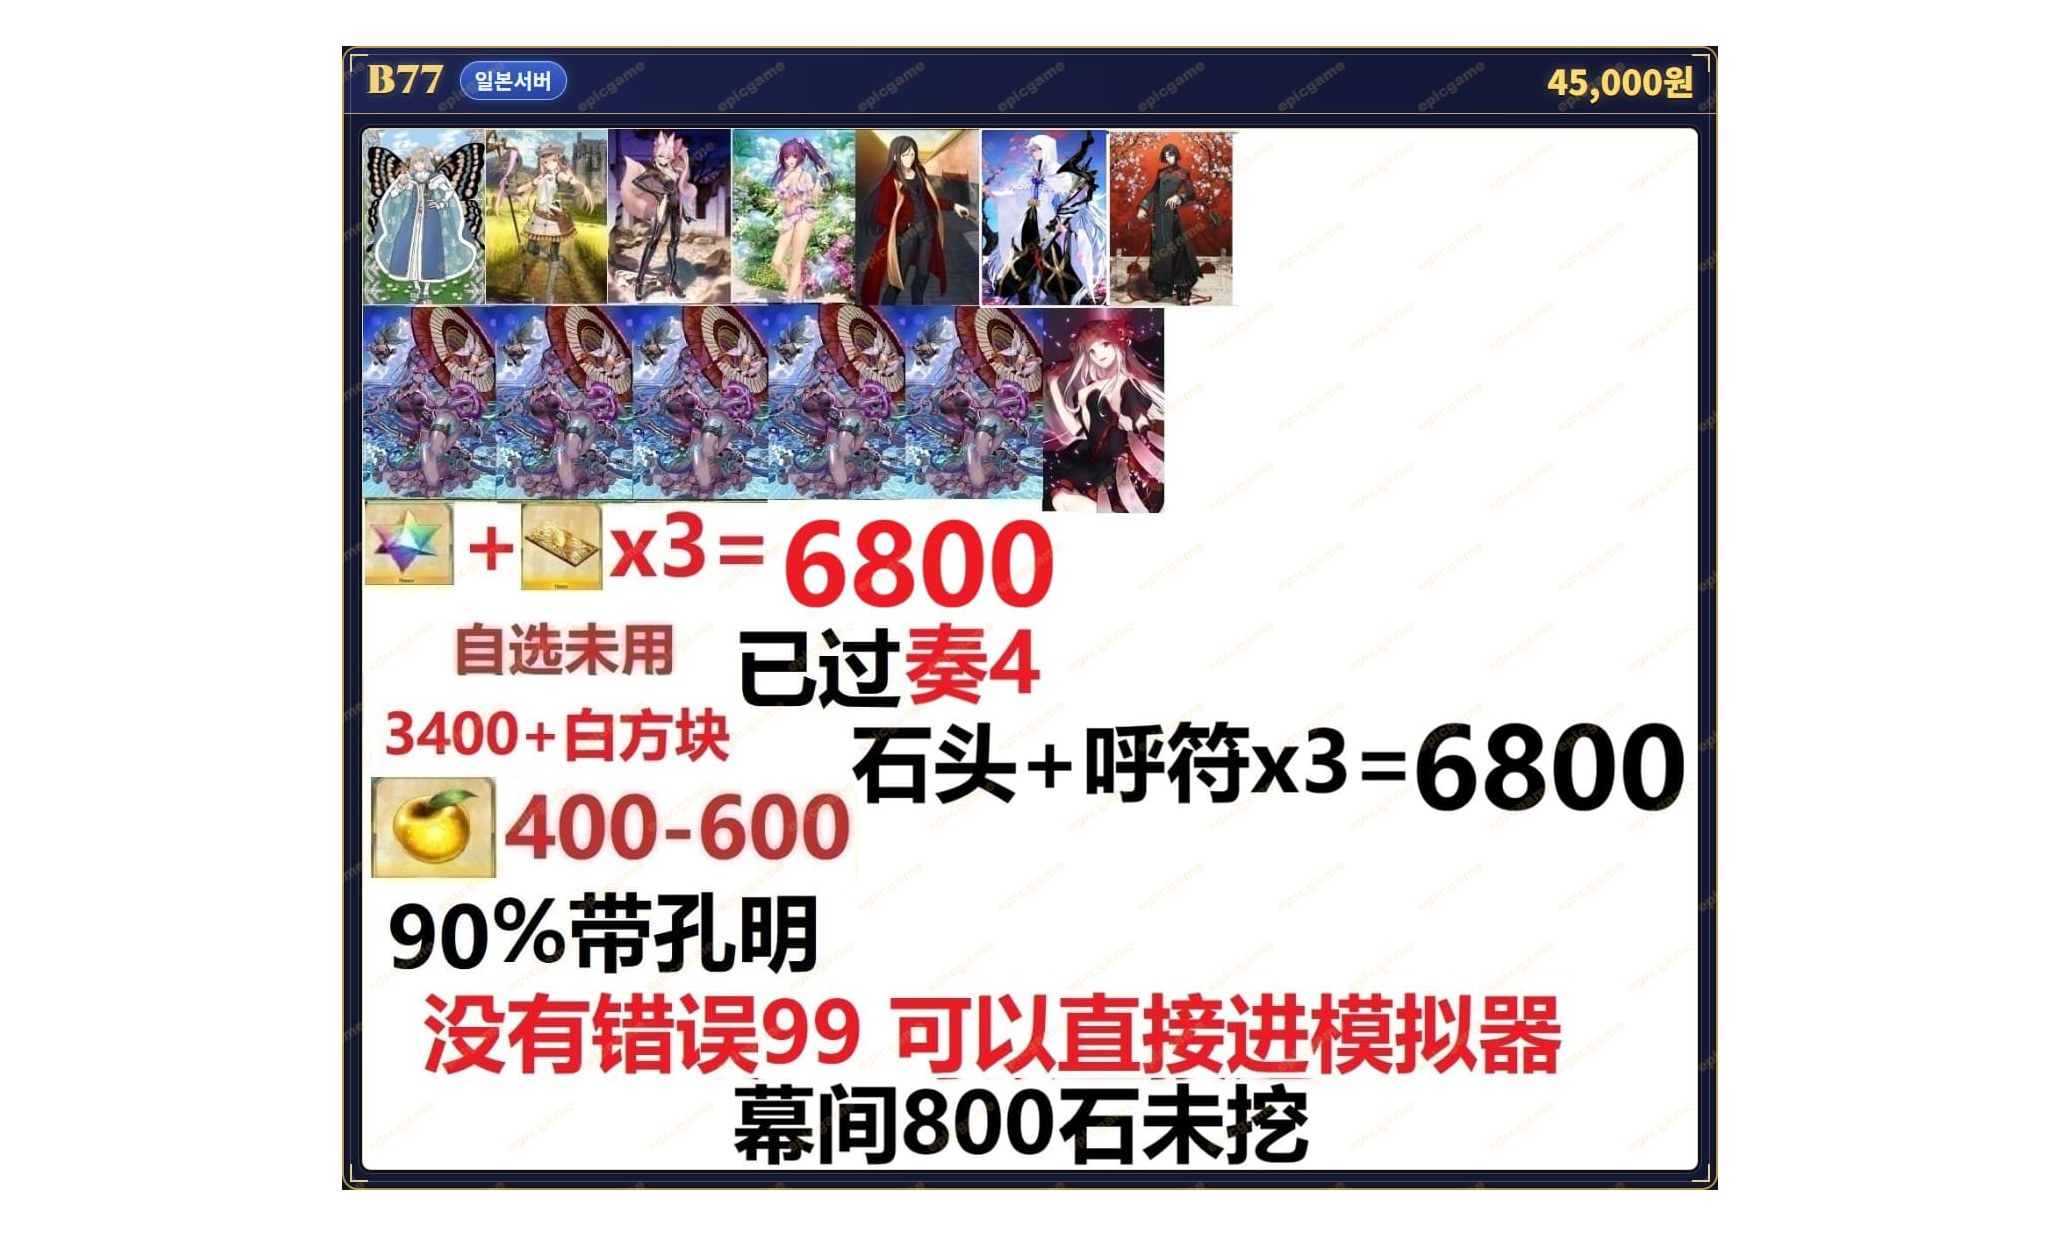 B77 일본서버 45,000원
+ x3= 6800
自选未用
已过奏4
3400+白方块
石头+呼符x3=6800
400-600
90%带孔明
没有错误99 可以直接进模拟器
幕间800石未挖
epicgame